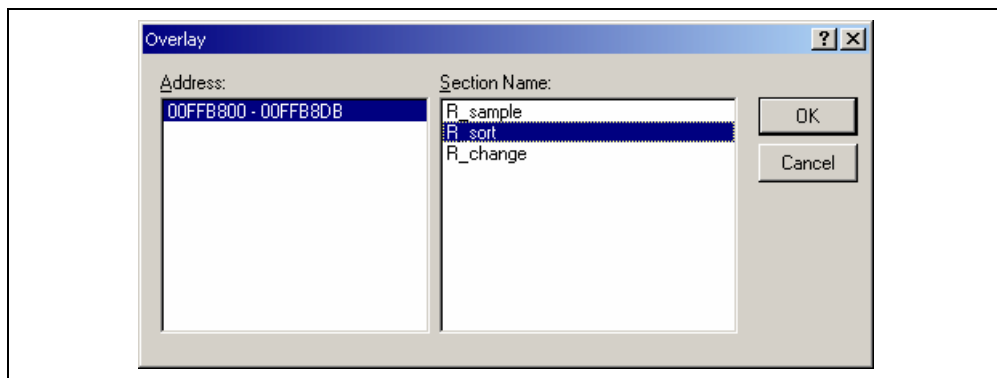 Overlay
Address:
00FFB800 - 00FFB8DB
Section Name:
R_sample
R_sort
R_change
OK
Cancel